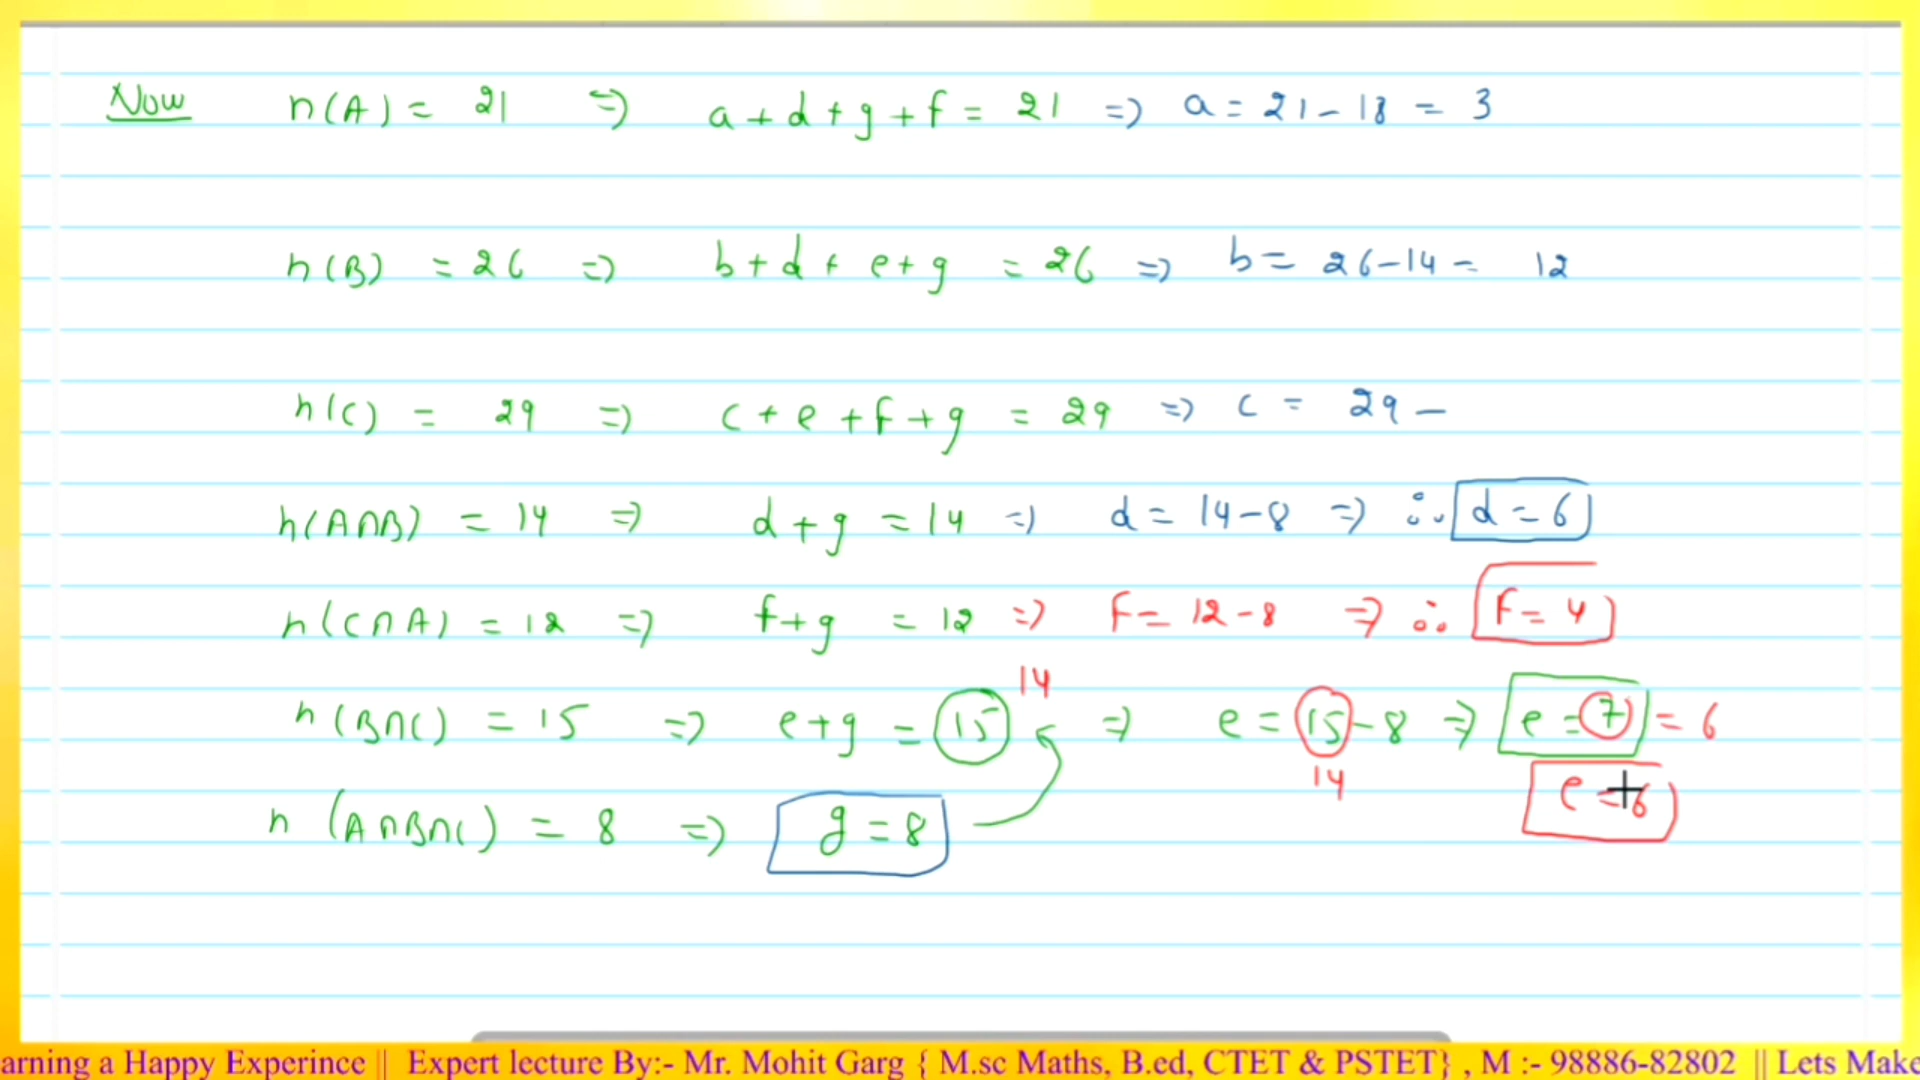 Now n(A) = 21 => a + d + g + f = 21 => a = 21 - 18 = 3
n(B) = 26 => b + d + e + g = 26 => b = 26 - 14 = 12
n(C) = 29 => c + e + f + g = 29 => c = 29 -
n(A∩B) = 14 => d + g = 14 => d = 14 - 8 => ∴ d = 6
n(C∩A) = 12 => f + g = 12 => f = 12 - 8 => ∴ f = 4
14
n(B∩C) = 15 => e + g = 15 => e = 15 - 8 => e = 7 = 6
14 e = 6
n(A∩B∩C) = 8 => g = 8
arning a Happy Experince || Expert lecture By:- Mr. Mohit Garg { M.sc Maths, B.ed, CTET & PSTET} , M :- 98886-82802 || Lets Make